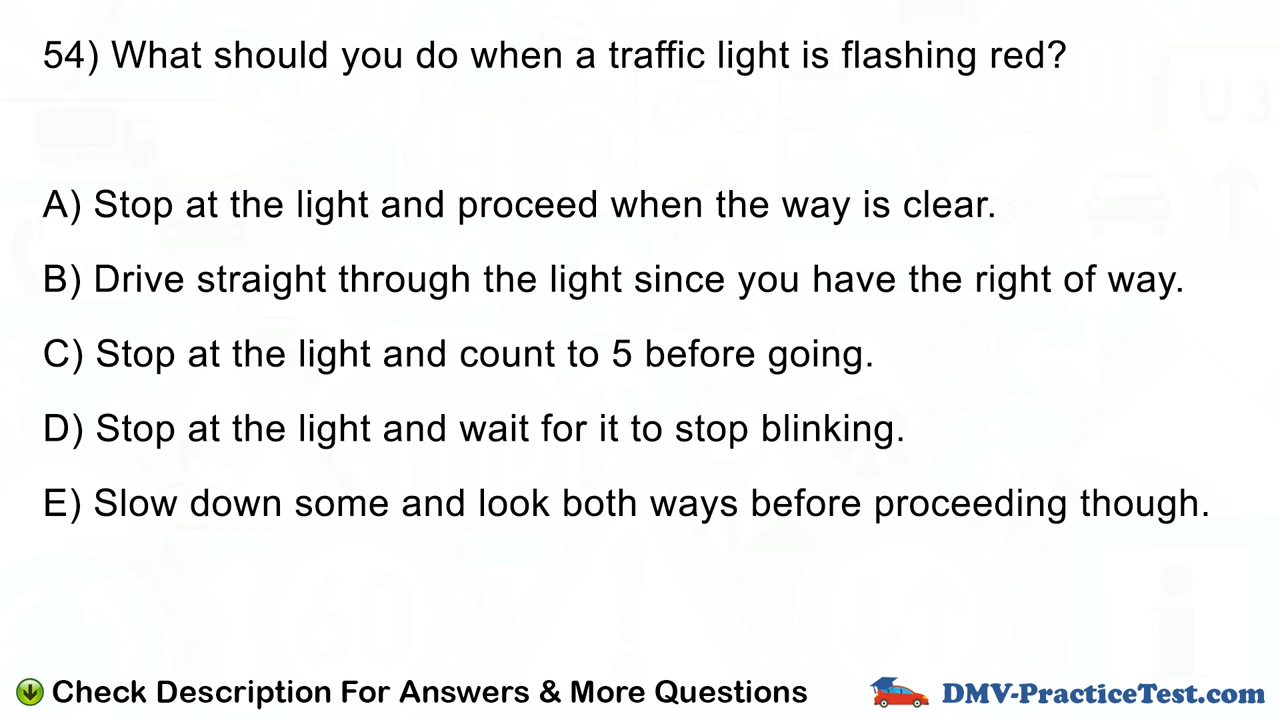 54) What should you do when a traffic light is flashing red?
A) Stop at the light and proceed when the way is clear.
B) Drive straight through the light since you have the right of way.
C) Stop at the light and count to 5 before going.
D) Stop at the light and wait for it to stop blinking.
E) Slow down some and look both ways before proceeding though.
Check Description For Answers & More Questions
DMV-PracticeTest.com